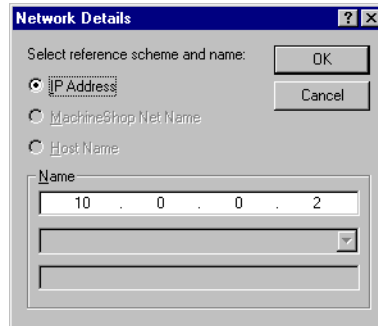 Network Details
Select reference scheme and name:
OK
IP Address
Cancel
MachineShop Net Name
Host Name
Name
10 . 0 . 0 . 2